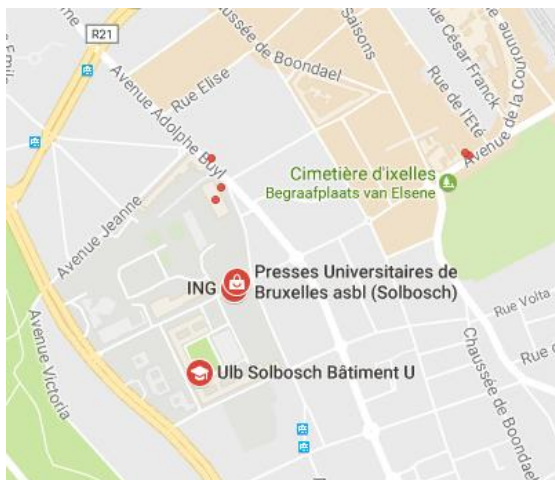 R21
Chaussée de Boondael
Saisons
Rue César Franck
Avenue de la Couronne
Rue de l'Eté
Rue Elise
Avenue Adolphe Buyl
Cimetière d'ixelles
Begraafplaats van Elsene
Avenue Jeanne
ING
Presses Universitaires de
Bruxelles asbl (Solbosch)
Rue Volta
Avenue Victoria
Ulb Solbosch Bâtiment U
Chaussée de Boondael